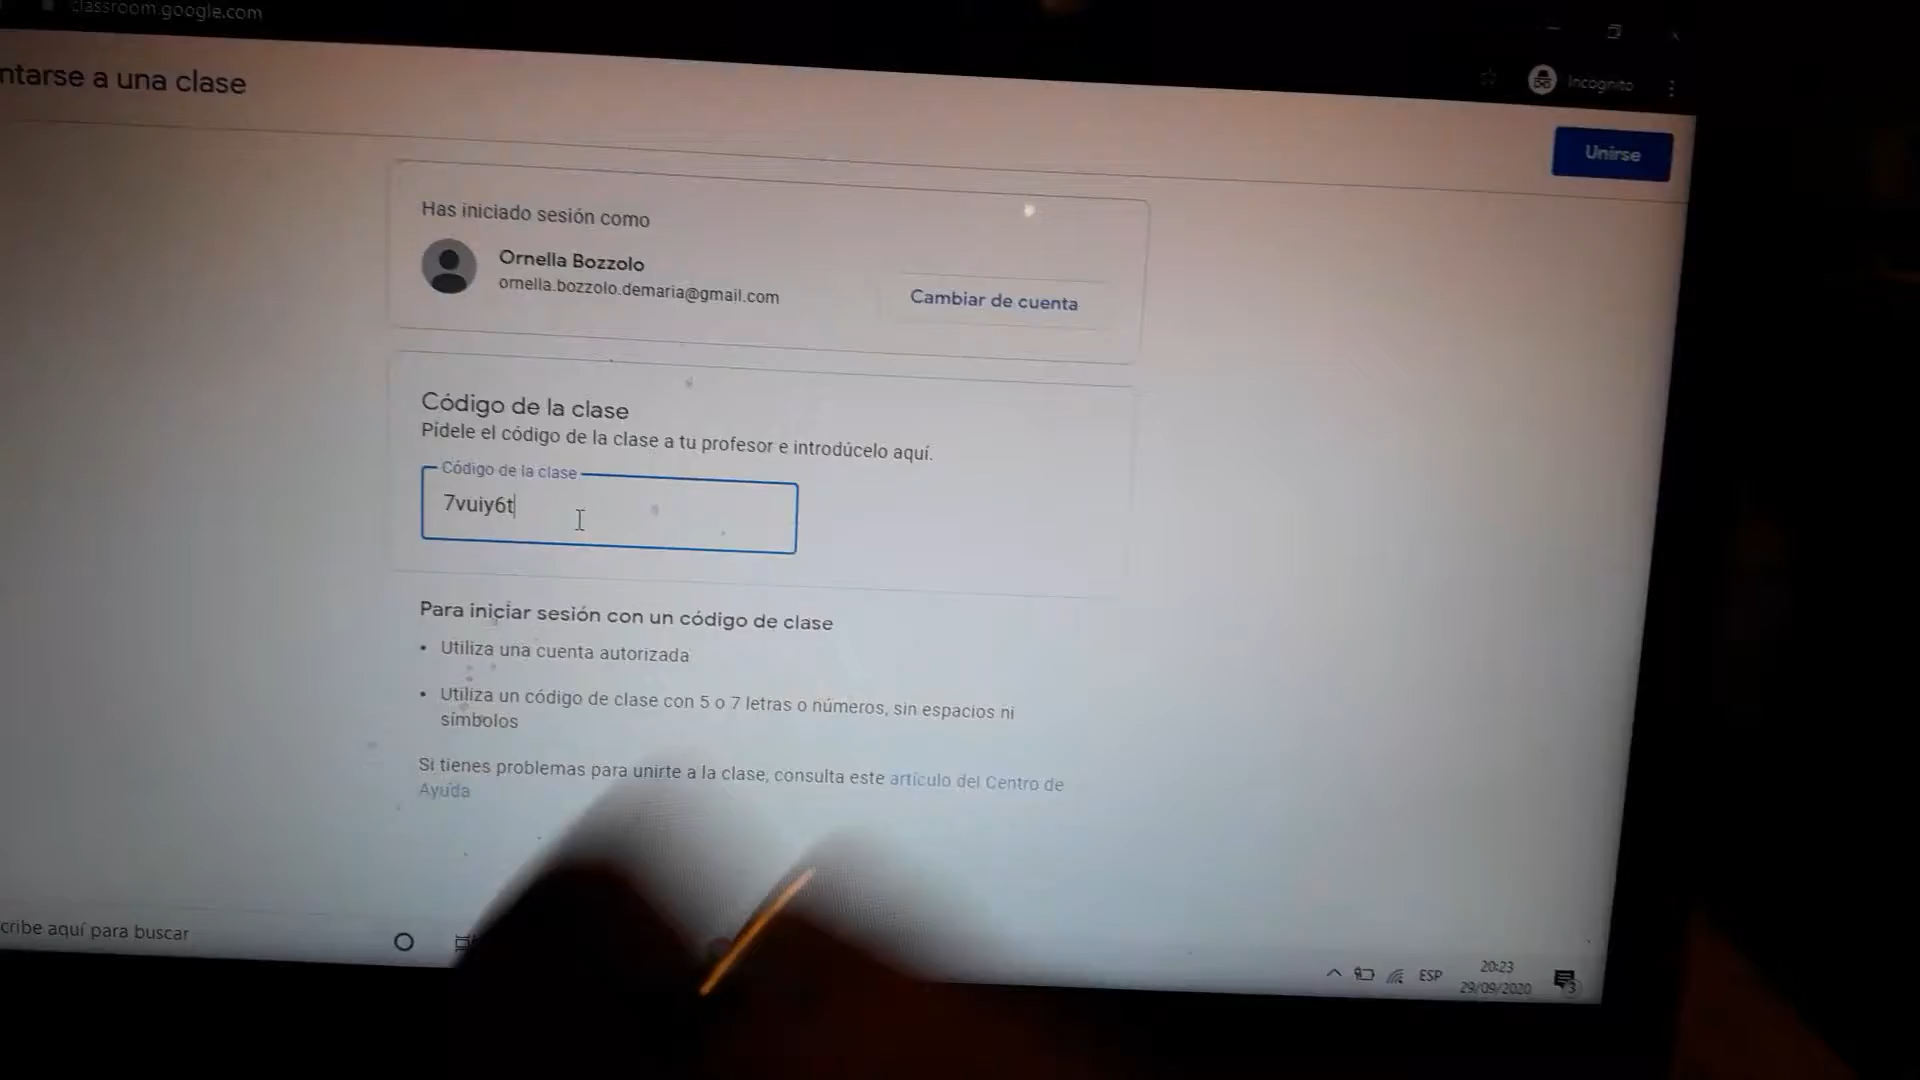 classroom.google.com
Incognito
ntarse a una clase
Unirse
Has iniciado sesión como
Ornella Bozzolo
ornella.bozzolo.demaria@gmail.com
Cambiar de cuenta
Código de la clase
Pídele el código de la clase a tu profesor e introdúcelo aquí.
Código de la clase
7vuiy6t
Para iniciar sesión con un código de clase
• Utiliza una cuenta autorizada
• Utiliza un código de clase con 5 o 7 letras o números, sin espacios ni
símbolos
Si tienes problemas para unirte a la clase, consulta este artículo del Centro de
Ayuda
cribe aquí para buscar
ESP
20:23
29/09/2020
3